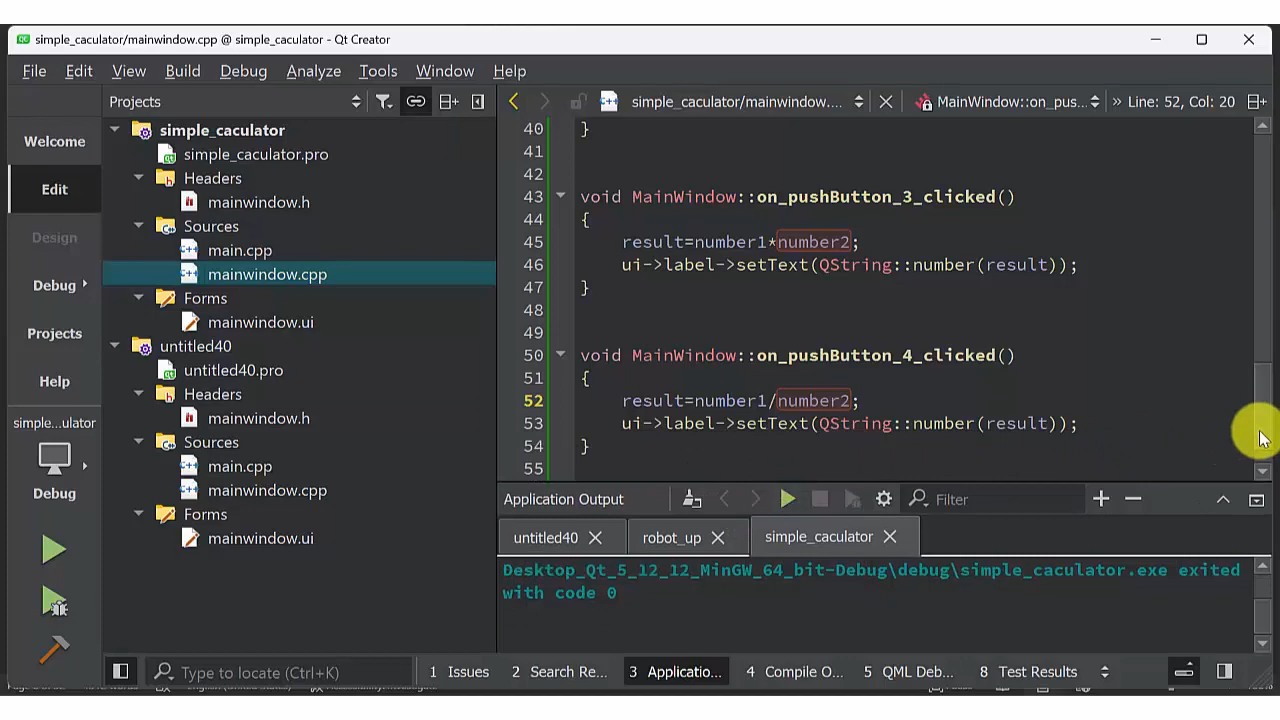 simple_caculator/mainwindow.cpp @ simple_caculator - Qt Creator
File Edit View Build Debug Analyze Tools Window Help
Projects
simple_caculator/mainwindow.... MainWindow::on_pus... » Line: 52, Col: 20
Welcome
Edit
Design
Debug
Projects
Help
simple...ulator
Debug
simple_caculator
simple_caculator.pro
Headers
mainwindow.h
Sources
main.cpp
mainwindow.cpp
Forms
mainwindow.ui
untitled40
untitled40.pro
Headers
mainwindow.h
Sources
main.cpp
mainwindow.cpp
Forms
mainwindow.ui
40 }
41
42
43 void MainWindow::on_pushButton_3_clicked()
44 {
45 result=number1*number2;
46 ui->label->setText(QString::number(result));
47 }
48
49
50 void MainWindow::on_pushButton_4_clicked()
51 {
52 result=number1/number2;
53 ui->label->setText(QString::number(result));
54 }
55
Application Output Filter
untitled40 robot_up simple_caculator
Desktop_Qt_5_12_12_MinGW_64_bit-Debug\debug\simple_caculator.exe exited
with code 0
Type to locate (Ctrl+K) 1 Issues 2 Search Re... 3 Applicatio... 4 Compile O... 5 QML Deb... 8 Test Results